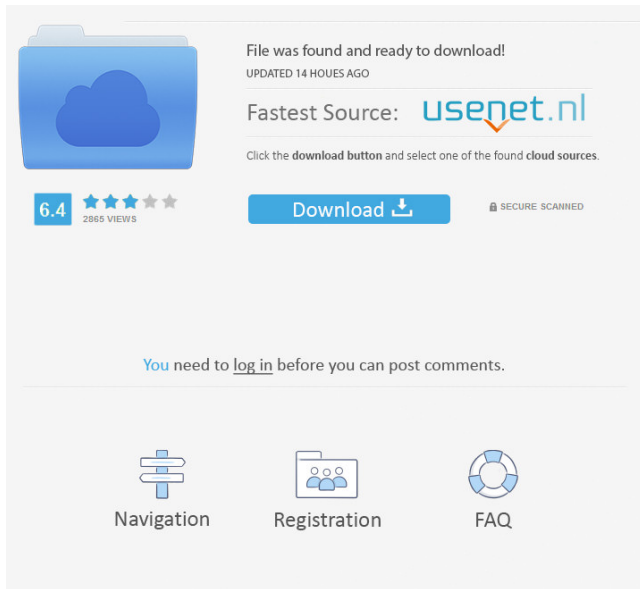 File was found and ready to download!
UPDATED 14 HOUES AGO
Fastest Source: usenet.nl
Click the download button and select one of the found cloud sources.
6.4
2865 VIEWS
Download
SECURE SCANNED
You need to log in before you can post comments.
Navigation
Registration
FAQ